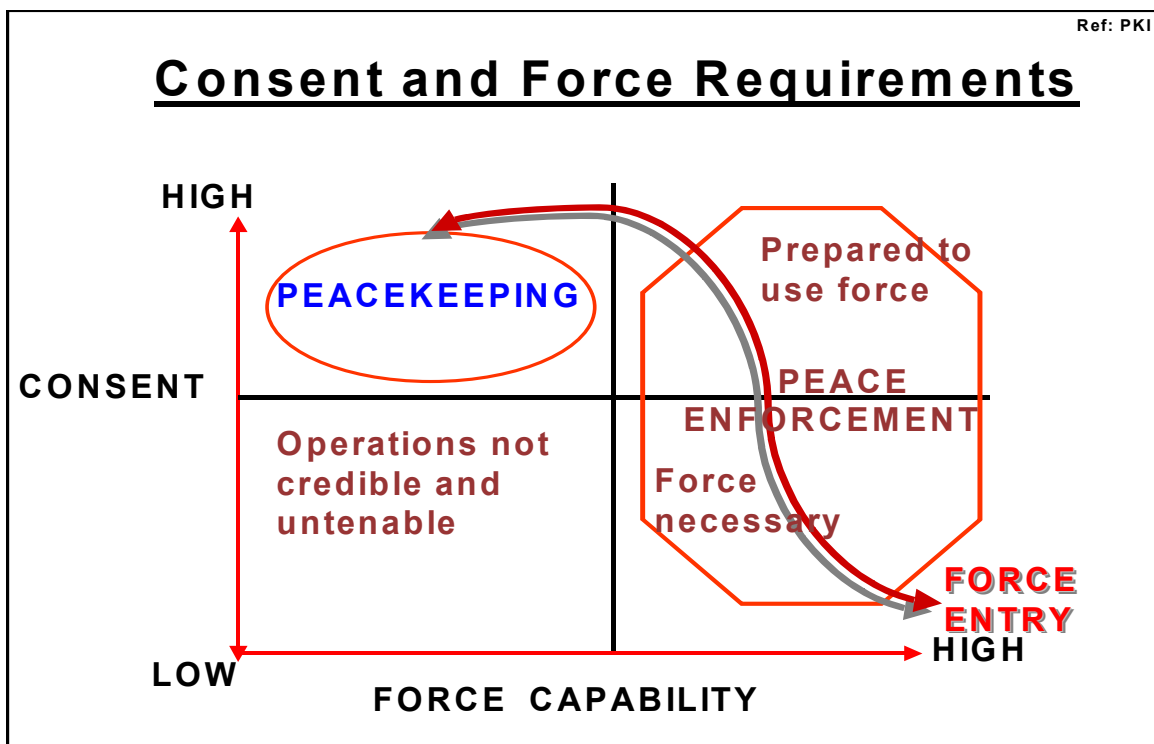 Ref: PKI
Consent and Force Requirements
HIGH
Prepared to
use force
PEACEKEEPING
CONSENT
PEACE
ENFORCEMENT
Operations not
credible and
untenable
Force
necessary
FORCE
ENTRY
HIGH
LOW
FORCE CAPABILITY